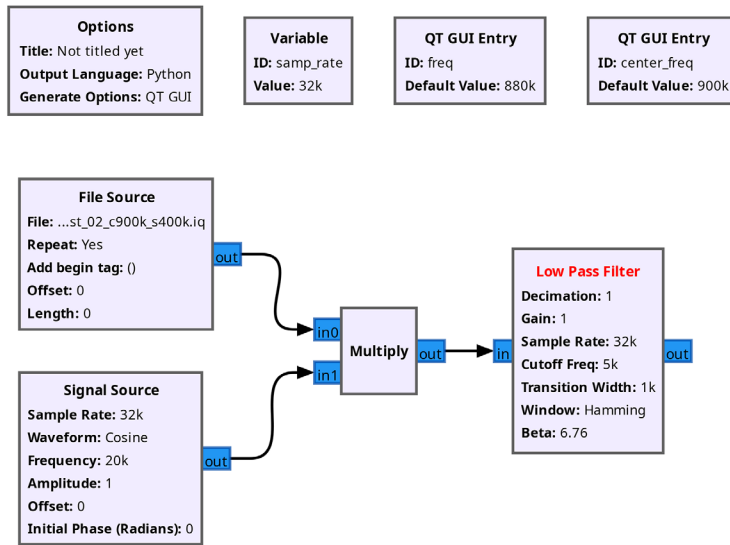 Options
Title: Not titled yet
Output Language: Python
Generate Options: QT GUI
Variable
ID: samp_rate
Value: 32k
QT GUI Entry
ID: freq
Default Value: 880k
QT GUI Entry
ID: center_freq
Default Value: 900k
File Source
File: ...st_02_c900k_s400k.iq
Repeat: Yes
Add begin tag: ()
Offset: 0
Length: 0
out
Signal Source
Sample Rate: 32k
Waveform: Cosine
Frequency: 20k
Amplitude: 1
Offset: 0
Initial Phase (Radians): 0
out
in0
in1
Multiply
out
Low Pass Filter
Decimation: 1
Gain: 1
Sample Rate: 32k
Cutoff Freq: 5k
Transition Width: 1k
Window: Hamming
Beta: 6.76
in
out